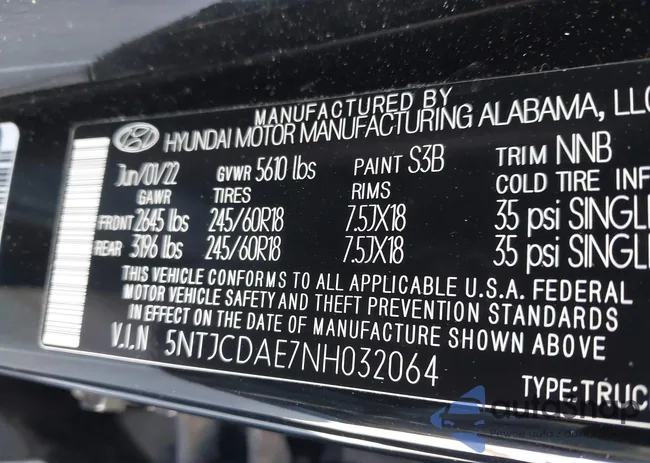 MANUFACTURED BY
HYUNDAI MOTOR MANUFACTURING ALABAMA, LLC
Jun/01/22 GVWR 5610 lbs PAINT S3B TRIM NNB
GAWR TIRES RIMS COLD TIRE INF
FRONT 2645 lbs 245/60R18 7.5JX18 35 psi SINGL
REAR 3196 lbs 245/60R18 7.5JX18 35 psi SINGL
THIS VEHICLE CONFORMS TO ALL APPLICABLE U.S.A. FEDERAL
MOTOR VEHICLE SAFETY AND THEFT PREVENTION STANDARDS
IN EFFECT ON THE DATE OF MANUFACTURE SHOWN ABOVE
V.I.N 5NTJCDAE7NH032064
TYPE:TRUC
autoShop